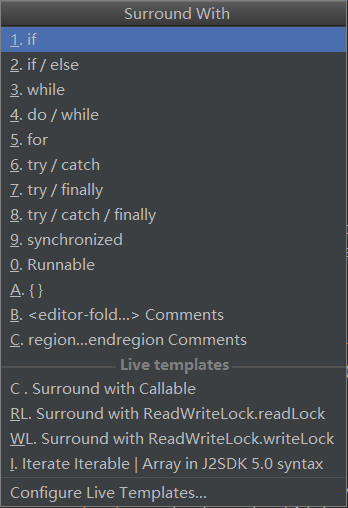 Surround With
1. if
2. if / else
3. while
4. do / while
5. for
6. try / catch
7. try / finally
8. try / catch / finally
9. synchronized
0. Runnable
A. { }
B. <editor-fold...> Comments
C. region...endregion Comments
Live templates
C . Surround with Callable
RL. Surround with ReadWriteLock.readLock
WL. Surround with ReadWriteLock.writeLock
I. Iterate Iterable | Array in J2SDK 5.0 syntax
Configure Live Templates...